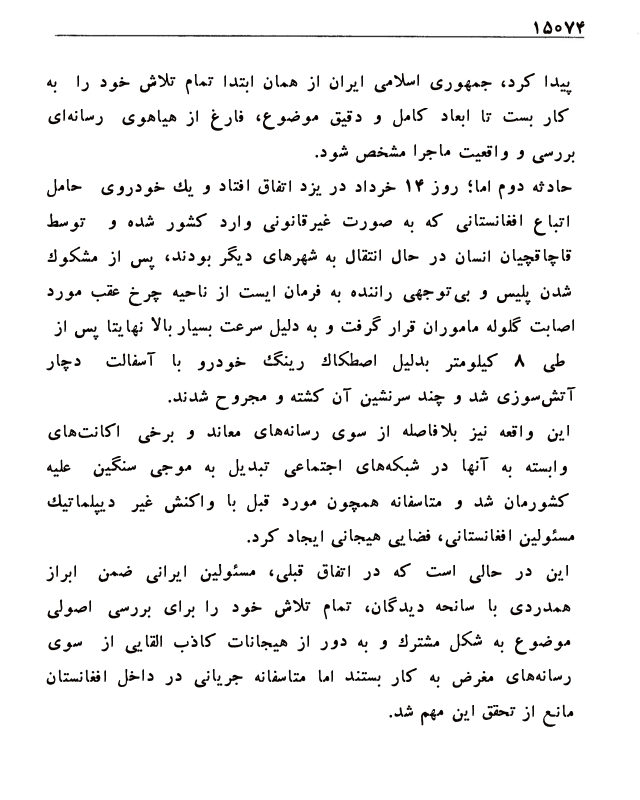 ۱۵۰۷۴
پیدا کرد، جمهوری اسلامی ایران از همان ابتدا تمام تلاش خود را به
کار بست تا ابعاد کامل و دقیق موضوع، فارغ از هیاهوی رسانه‌ای
بررسی و واقعیت ماجرا مشخص شود.
حادثه دوم اما؛ روز ۱۴ خرداد در یزد اتفاق افتاد و یك خودروی حامل
اتباع افغانستانی که به صورت غیرقانونی وارد کشور شده و توسط
قاچاقچیان انسان در حال انتقال به شهرهای دیگر بودند، پس از مشکوك
شدن پلیس و بی‌توجهی راننده به فرمان ایست از ناحیه چرخ عقب مورد
اصابت گلوله ماموران قرار گرفت و به دلیل سرعت بسیار بالا نهایتا پس از
طی ۸ کیلومتر بدلیل اصطکاك رینگ خودرو با آسفالت دچار
آتش‌سوزی شد و چند سرنشین آن کشته و مجروح شدند.
این واقعه نیز بلافاصله از سوی رسانه‌های معاند و برخی اکانت‌های
وابسته به آنها در شبکه‌های اجتماعی تبدیل به موجی سنگین علیه
کشورمان شد و متاسفانه همچون مورد قبل با واکنش غیر دیپلماتیك
مسئولین افغانستانی، فضایی هیجانی ایجاد کرد.
این در حالی است که در اتفاق قبلی، مسئولین ایرانی ضمن ابراز
همدردی با سانحه دیدگان، تمام تلاش خود را برای بررسی اصولی
موضوع به شکل مشترك و به دور از هیجانات کاذب القایی از سوی
رسانه‌های مغرض به کار بستند اما متاسفانه جریانی در داخل افغانستان
مانع از تحقق این مهم شد.